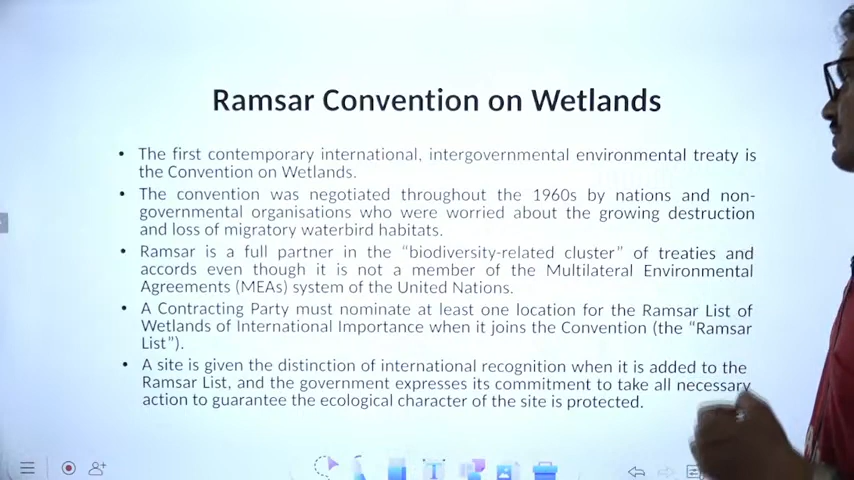 Ramsar Convention on Wetlands
• The first contemporary international, intergovernmental environmental treaty is
the Convention on Wetlands.
• The convention was negotiated throughout the 1960s by nations and non-
governmental organisations who were worried about the growing destruction
and loss of migratory waterbird habitats.
• Ramsar is a full partner in the “biodiversity-related cluster” of treaties and
accords even though it is not a member of the Multilateral Environmental
Agreements (MEAs) system of the United Nations.
• A Contracting Party must nominate at least one location for the Ramsar List of
Wetlands of International Importance when it joins the Convention (the “Ramsar
List”).
• A site is given the distinction of international recognition when it is added to the
Ramsar List, and the government expresses its commitment to take all necessary
action to guarantee the ecological character of the site is protected.